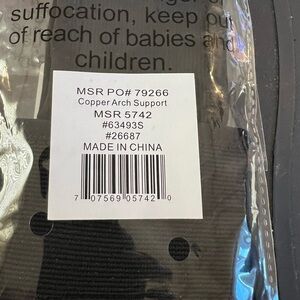 suffocation, keep out
of reach of babies and
children.
MSR PO# 79266
Copper Arch Support
MSR 5742
#63493S
#26687
MADE IN CHINA
7 07569 05742 0